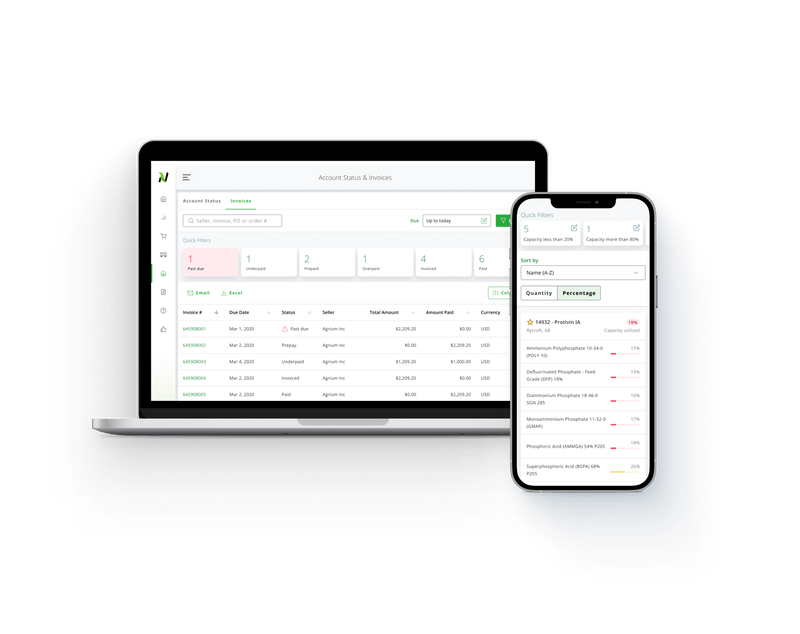 Account Status & Invoices
Account Status Invoices
Seller, invoice, PO or order #
Due Up to today
Quick Filters
1 1 2 1 4 6
Past due Underpaid Prepaid Overpaid Invoiced Paid
Email Excel
Invoice # Due Date Status Seller Total Amount Amount Paid Currency
645908001 Mar 1, 2020 Past due Agrium Inc $2,209.20 $0.00 USD
645908002 Mar 2, 2020 Prepay Agrium Inc $0.00 $2,209.20 USD
645908003 Mar 4, 2020 Underpaid Agrium Inc $2,209.20 $1,000.00 USD
645908004 Mar 2, 2020 Invoiced Agrium Inc $2,209.20 $0.00 USD
645908005 Mar 2, 2020 Paid Agrium Inc $0.00 $2,209.20 USD
Quick Filters
5 1
Capacity less than 20% Capacity more than 80%
Sort by
Name (A-Z)
Quantity Percentage
14932 - Protivin IA
Rycroft, AB Capacity utilized
Ammonium Polyphosphate 10-34-0 15%
(POLY 10)
Defluorinated Phosphate - Feed 15%
Grade (DFP) 18%
Diammonium Phosphate 18-46-0 16%
SGN 285
Monoammonium Phosphate 11-52-0 17%
(GMAP)
Phosphoric Acid (AMMGA) 54% P205 18%
Superphosphoric Acid (BSPA) 68% 26%
P205